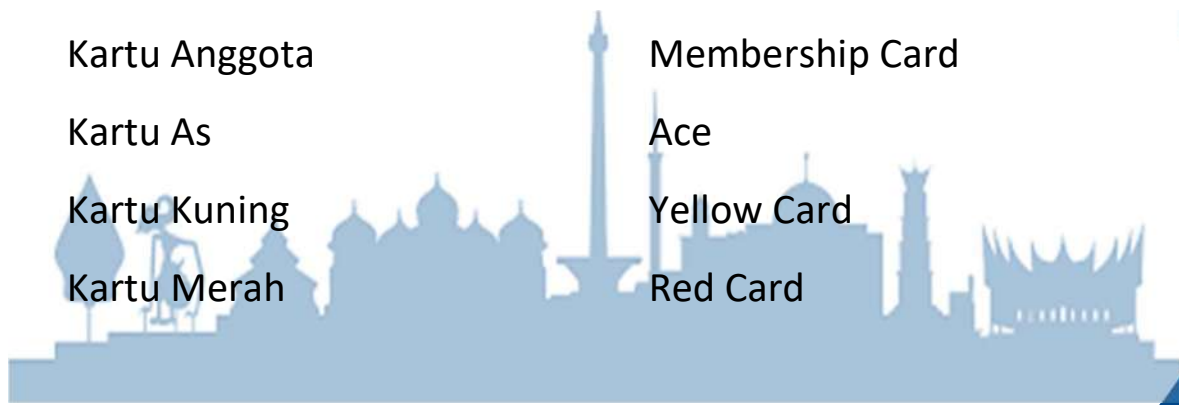 Kartu Anggota Membership Card
Kartu As Ace
Kartu Kuning Yellow Card
Kartu Merah Red Card